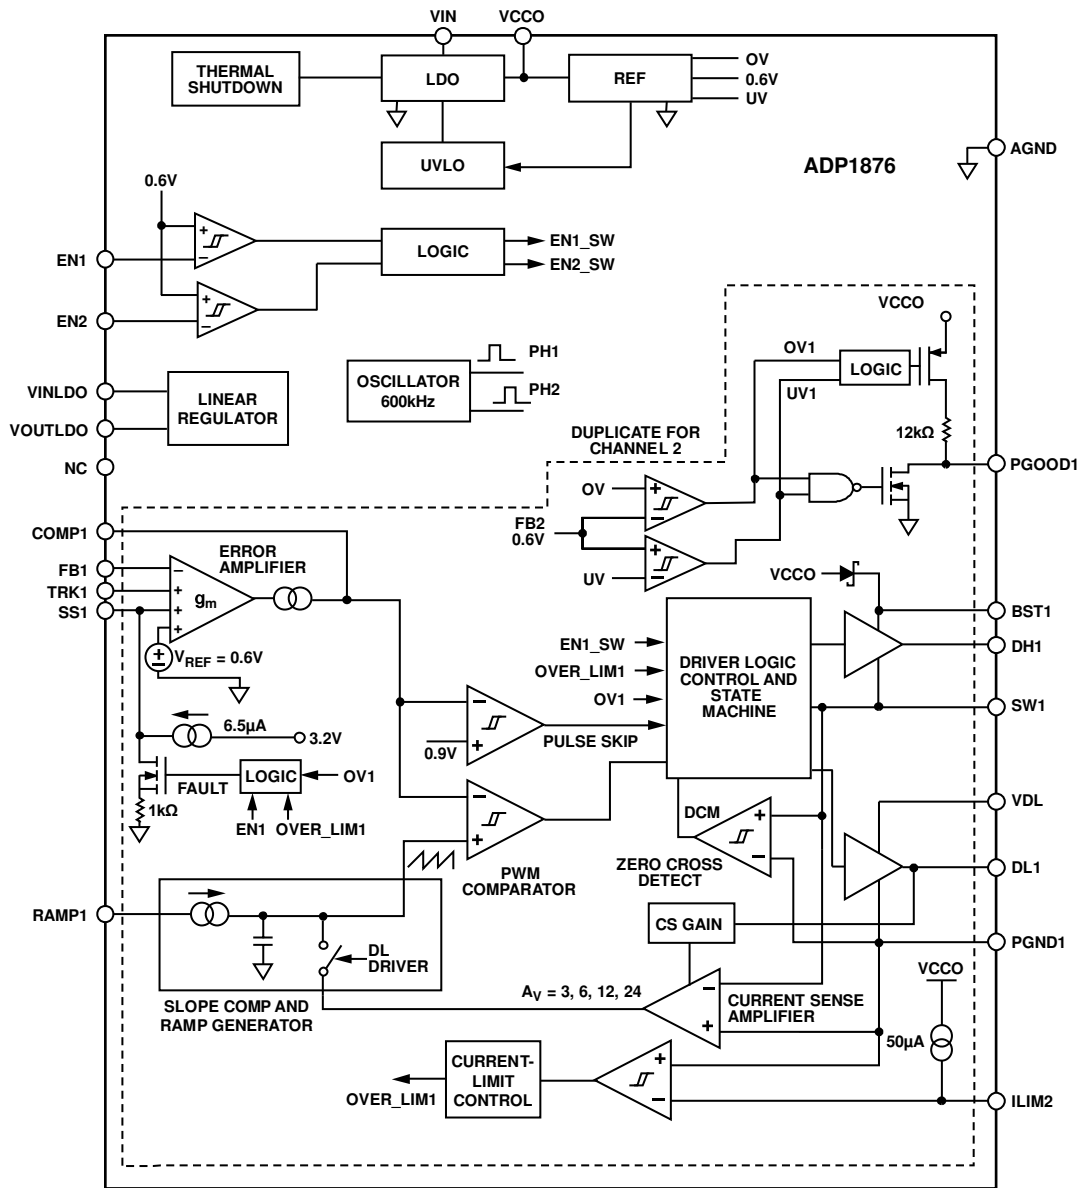 VIN
VCCO
THERMAL
SHUTDOWN
LDO
REF
OV
0.6V
UV
UVLO
ADP1876
AGND
0.6V
+
–
EN1
LOGIC
EN1_SW
EN2_SW
+
–
EN2
VCCO
OV1
LOGIC
UV1
12kΩ
PGOOD1
VINLDO
VOUTLDO
LINEAR
REGULATOR
OSCILLATOR
600kHz
PH1
PH2
NC
DUPLICATE FOR
CHANNEL 2
OV
+
–
FB2
0.6V
+
–
UV
COMP1
FB1
TRK1
SS1
ERROR
AMPLIFIER
–
+
+
+
gm
+
–
VREF = 0.6V
VCCO
BST1
DH1
SW1
EN1_SW
OVER_LIM1
OV1
DRIVER LOGIC
CONTROL AND
STATE
MACHINE
6.5µA
3.2V
–
+
0.9V
PULSE SKIP
FAULT
LOGIC
OV1
1kΩ
EN1
OVER_LIM1
–
+
PWM
COMPARATOR
DCM
+
–
ZERO CROSS
DETECT
VDL
DL1
RAMP1
DL
DRIVER
SLOPE COMP AND
RAMP GENERATOR
CS GAIN
PGND1
AV = 3, 6, 12, 24
–
+
CURRENT SENSE
AMPLIFIER
VCCO
50µA
OVER_LIM1
CURRENT-
LIMIT
CONTROL
+
–
ILIM2